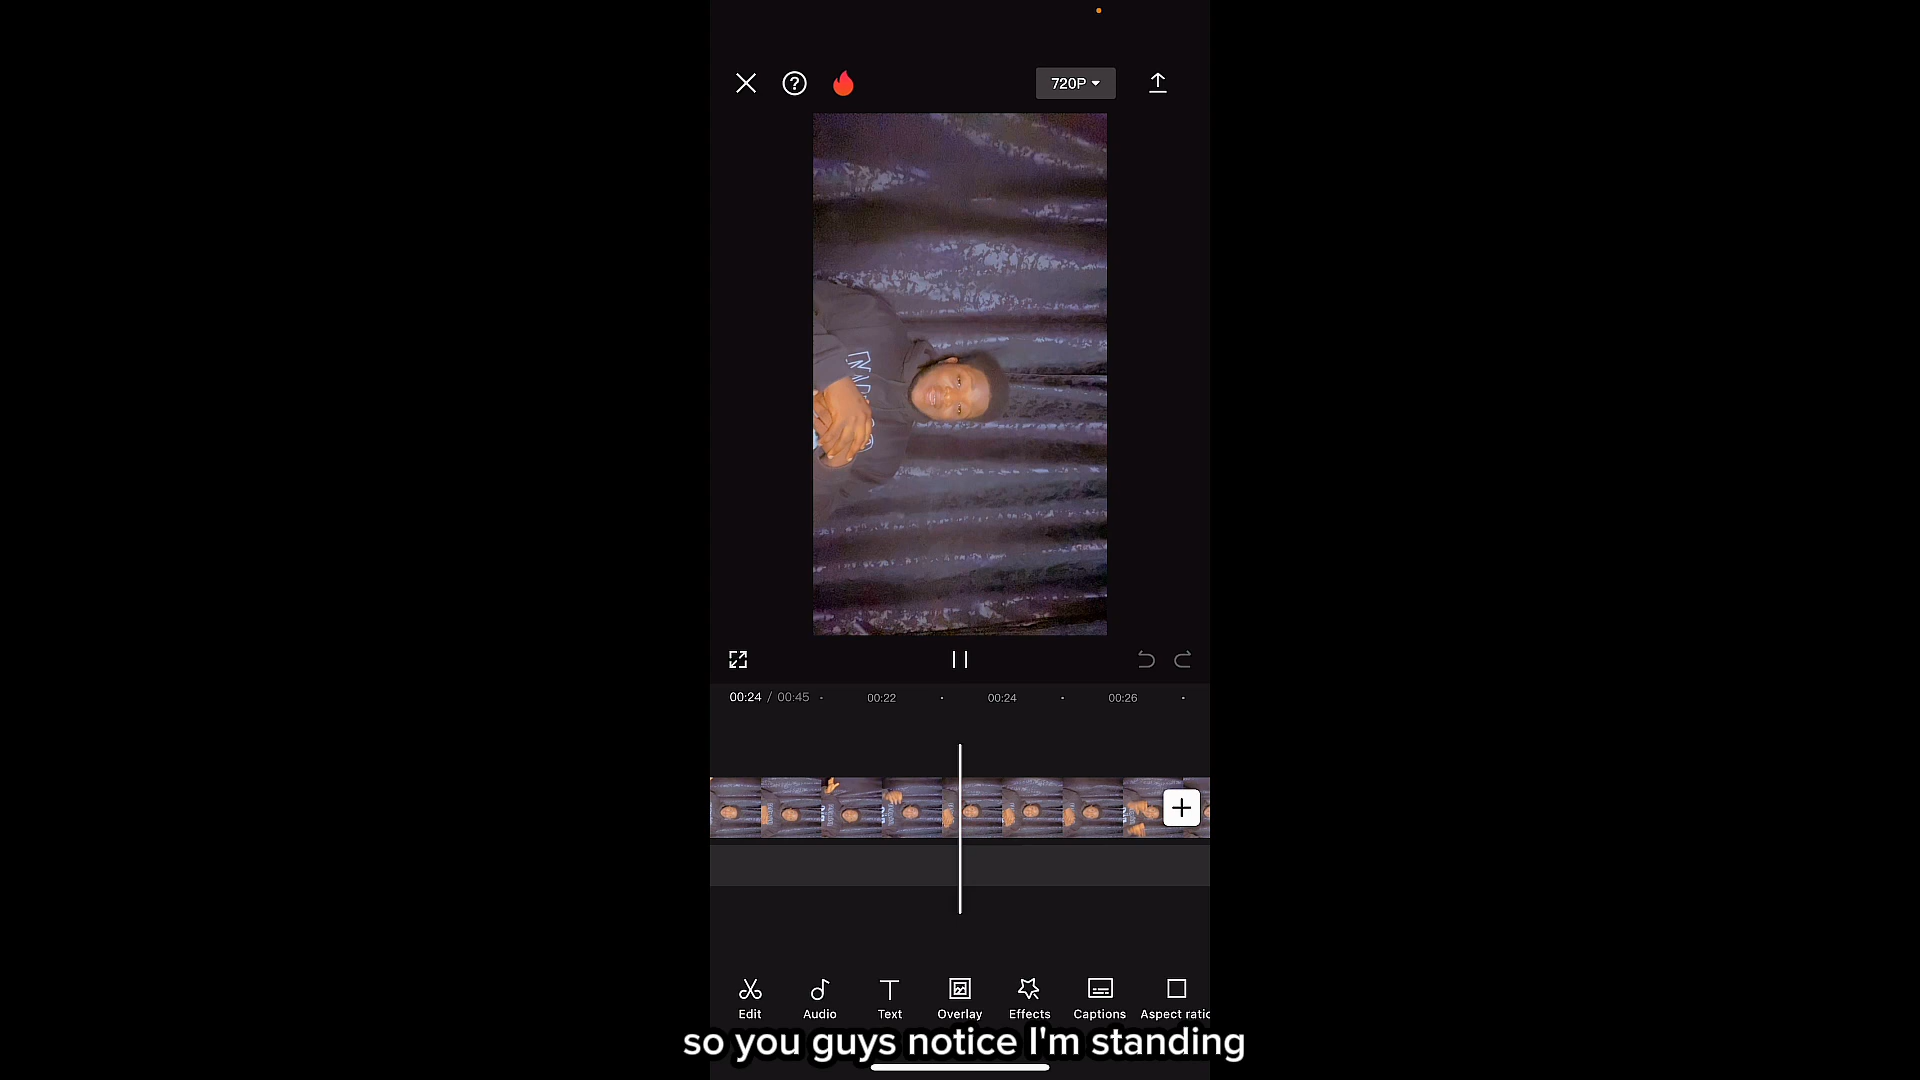 720P
00:24 / 00:45
00:22
00:24
00:26
Edit
Audio
Text
Overlay
Effects
Captions
Aspect ratio
so you guys notice I'm standing